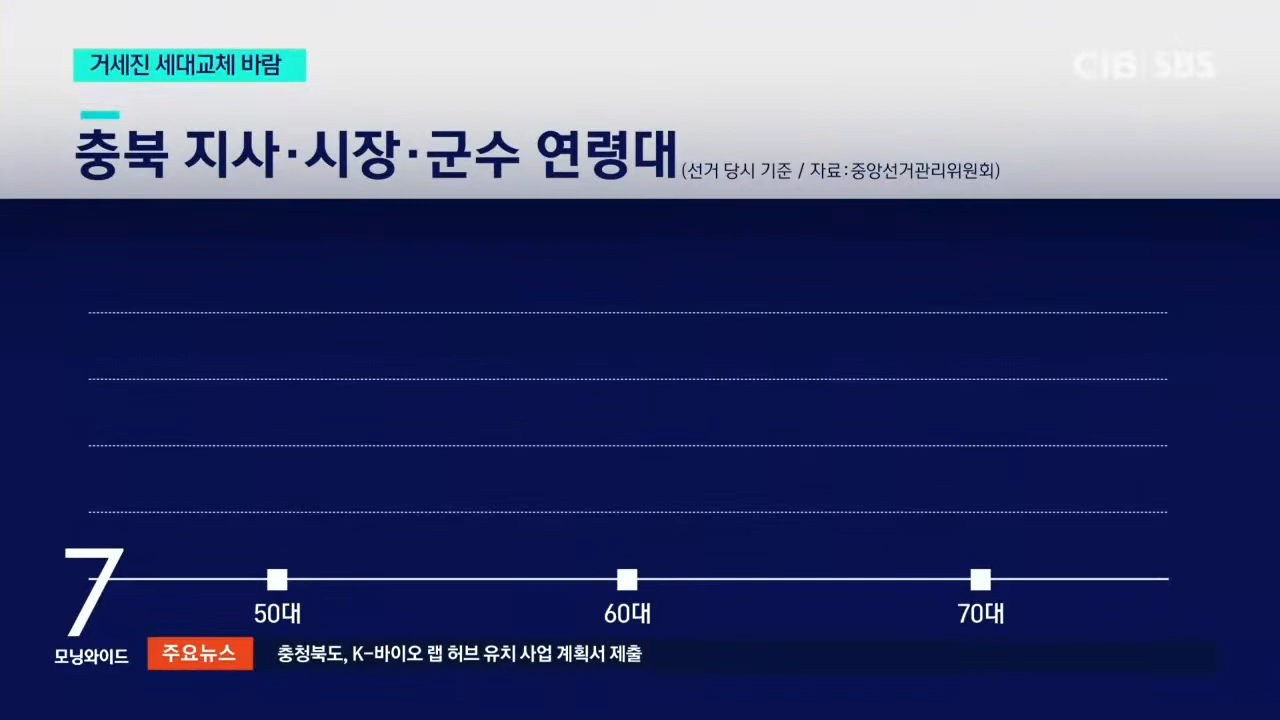 거세진 세대교체 바람
CJB SBS
충북 지사·시장·군수 연령대 (선거 당시 기준 / 자료:중앙선거관리위원회)
50대 60대 70대
7
모닝와이드
주요뉴스 충청북도, K-바이오 랩 허브 유치 사업 계획서 제출